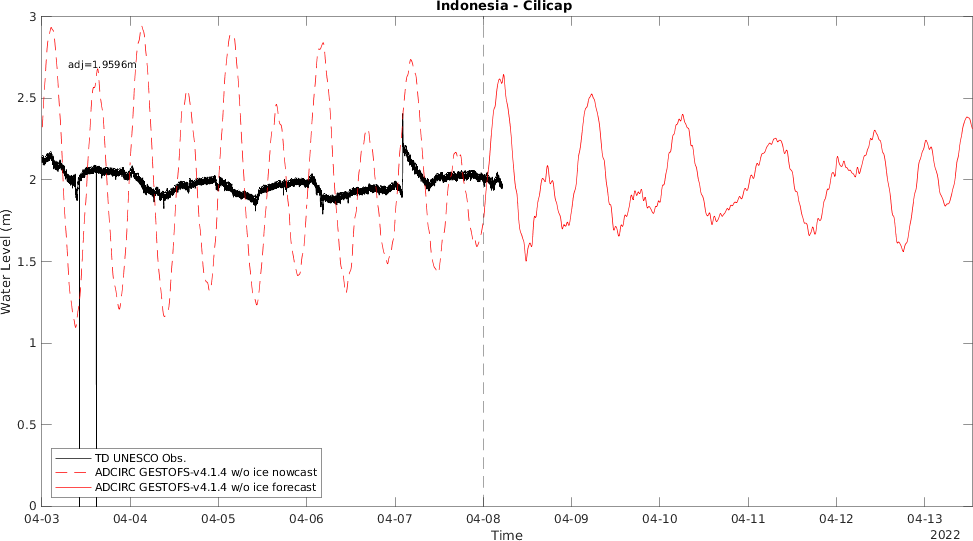 Indonesia - Cilicap
3
adj=1.9596m
2.5
2
1.5
1
0.5
0
Water Level (m)
TD UNESCO Obs.
ADCIRC GESTOFS-v4.1.4 w/o ice nowcast
ADCIRC GESTOFS-v4.1.4 w/o ice forecast
04-03 04-04 04-05 04-06 04-07 04-08 04-09 04-10 04-11 04-12 04-13
Time
2022